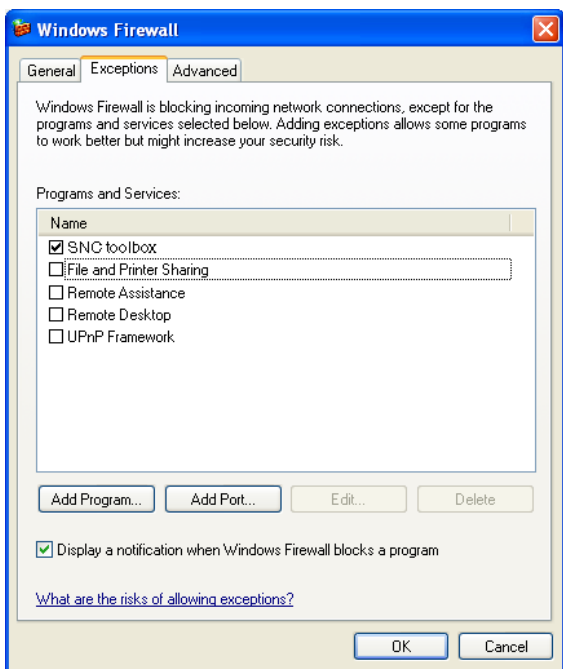 Windows Firewall
General Exceptions Advanced
Windows Firewall is blocking incoming network connections, except for the
programs and services selected below. Adding exceptions allows some programs
to work better but might increase your security risk.
Programs and Services:
Name
SNC toolbox
File and Printer Sharing
Remote Assistance
Remote Desktop
UPnP Framework
Add Program... Add Port... Edit... Delete
Display a notification when Windows Firewall blocks a program
What are the risks of allowing exceptions?
OK Cancel